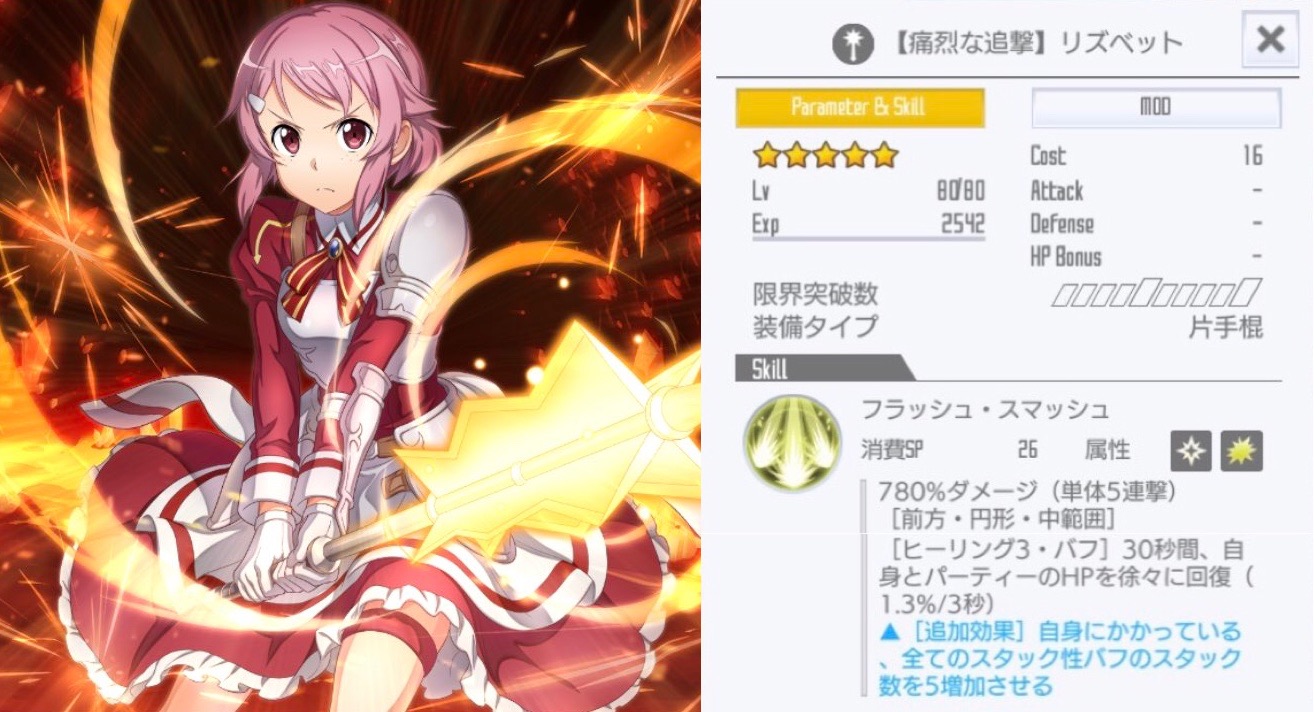 【痛烈な追撃】リズベット
Parameter & Skill
MOD
Lv 80/80
Exp 2542
Cost 16
Attack -
Defense -
HP Bonus -
限界突破数
装備タイプ 片手棍
Skill
フラッシュ・スマッシュ
消費SP 26 属性
780%ダメージ（単体5連撃）
［前方・円形・中範囲］
［ヒーリング3・バフ］30秒間、自
身とパーティーのHPを徐々に回復（
1.3%/3秒）
▲［追加効果］自身にかかっている
、全てのスタック性バフのスタック
数を5増加させる